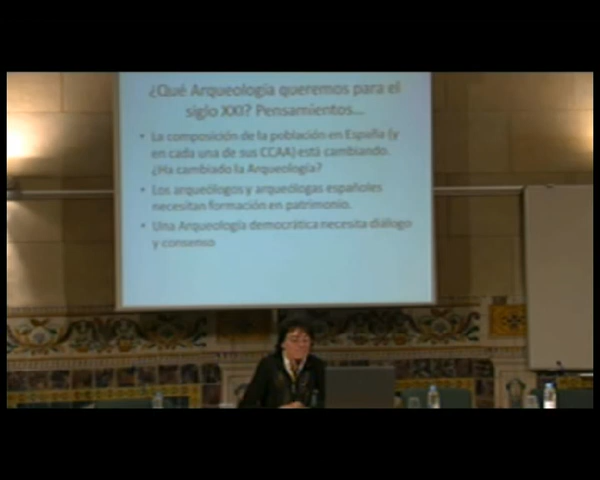 ¿Qué Arqueología queremos para el
siglo XXI? Pensamientos...
• La composición de la población en España (y
en cada una de sus CCAA) está cambiando.
¿Ha cambiado la Arqueología?
• Los arqueólogos y arqueólogas españoles
necesitan formación en patrimonio.
• Una Arqueología democrática necesita diálogo
y consenso